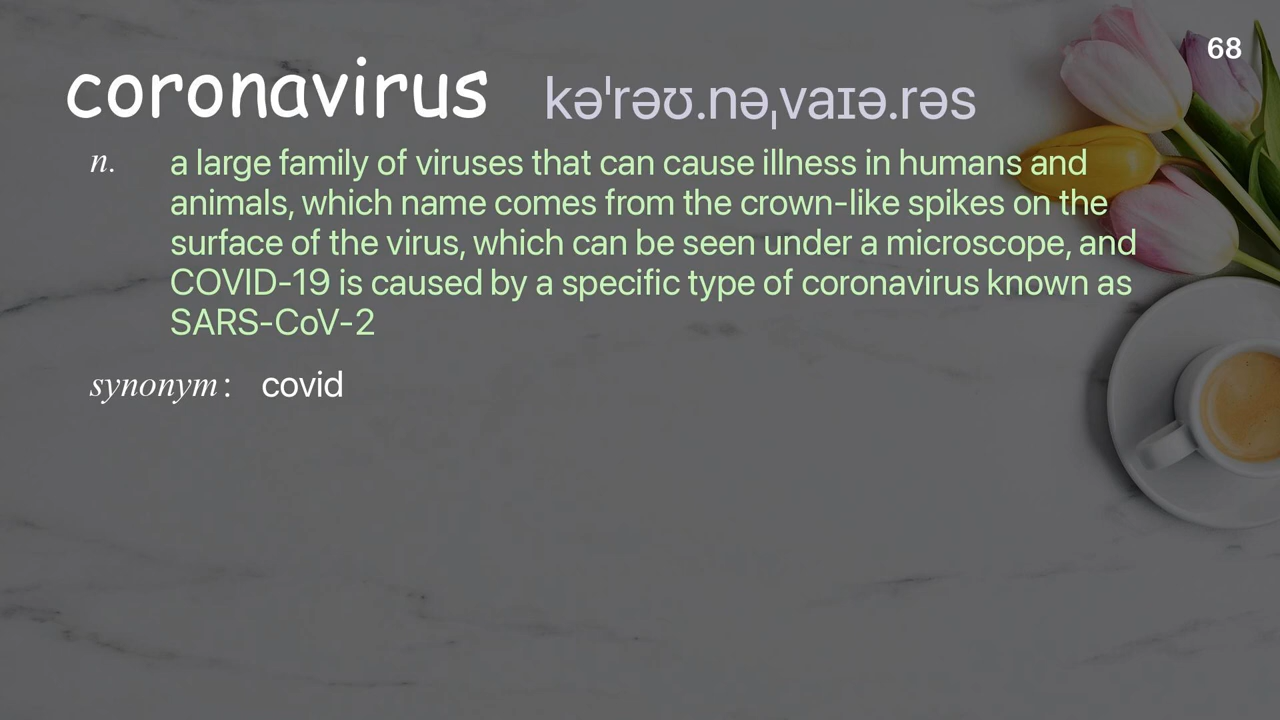 68
coronavirus kəˈrəʊ.nəˌvaɪə.rəs
n. a large family of viruses that can cause illness in humans and
animals, which name comes from the crown-like spikes on the
surface of the virus, which can be seen under a microscope, and
COVID-19 is caused by a specific type of coronavirus known as
SARS-CoV-2
synonym: covid